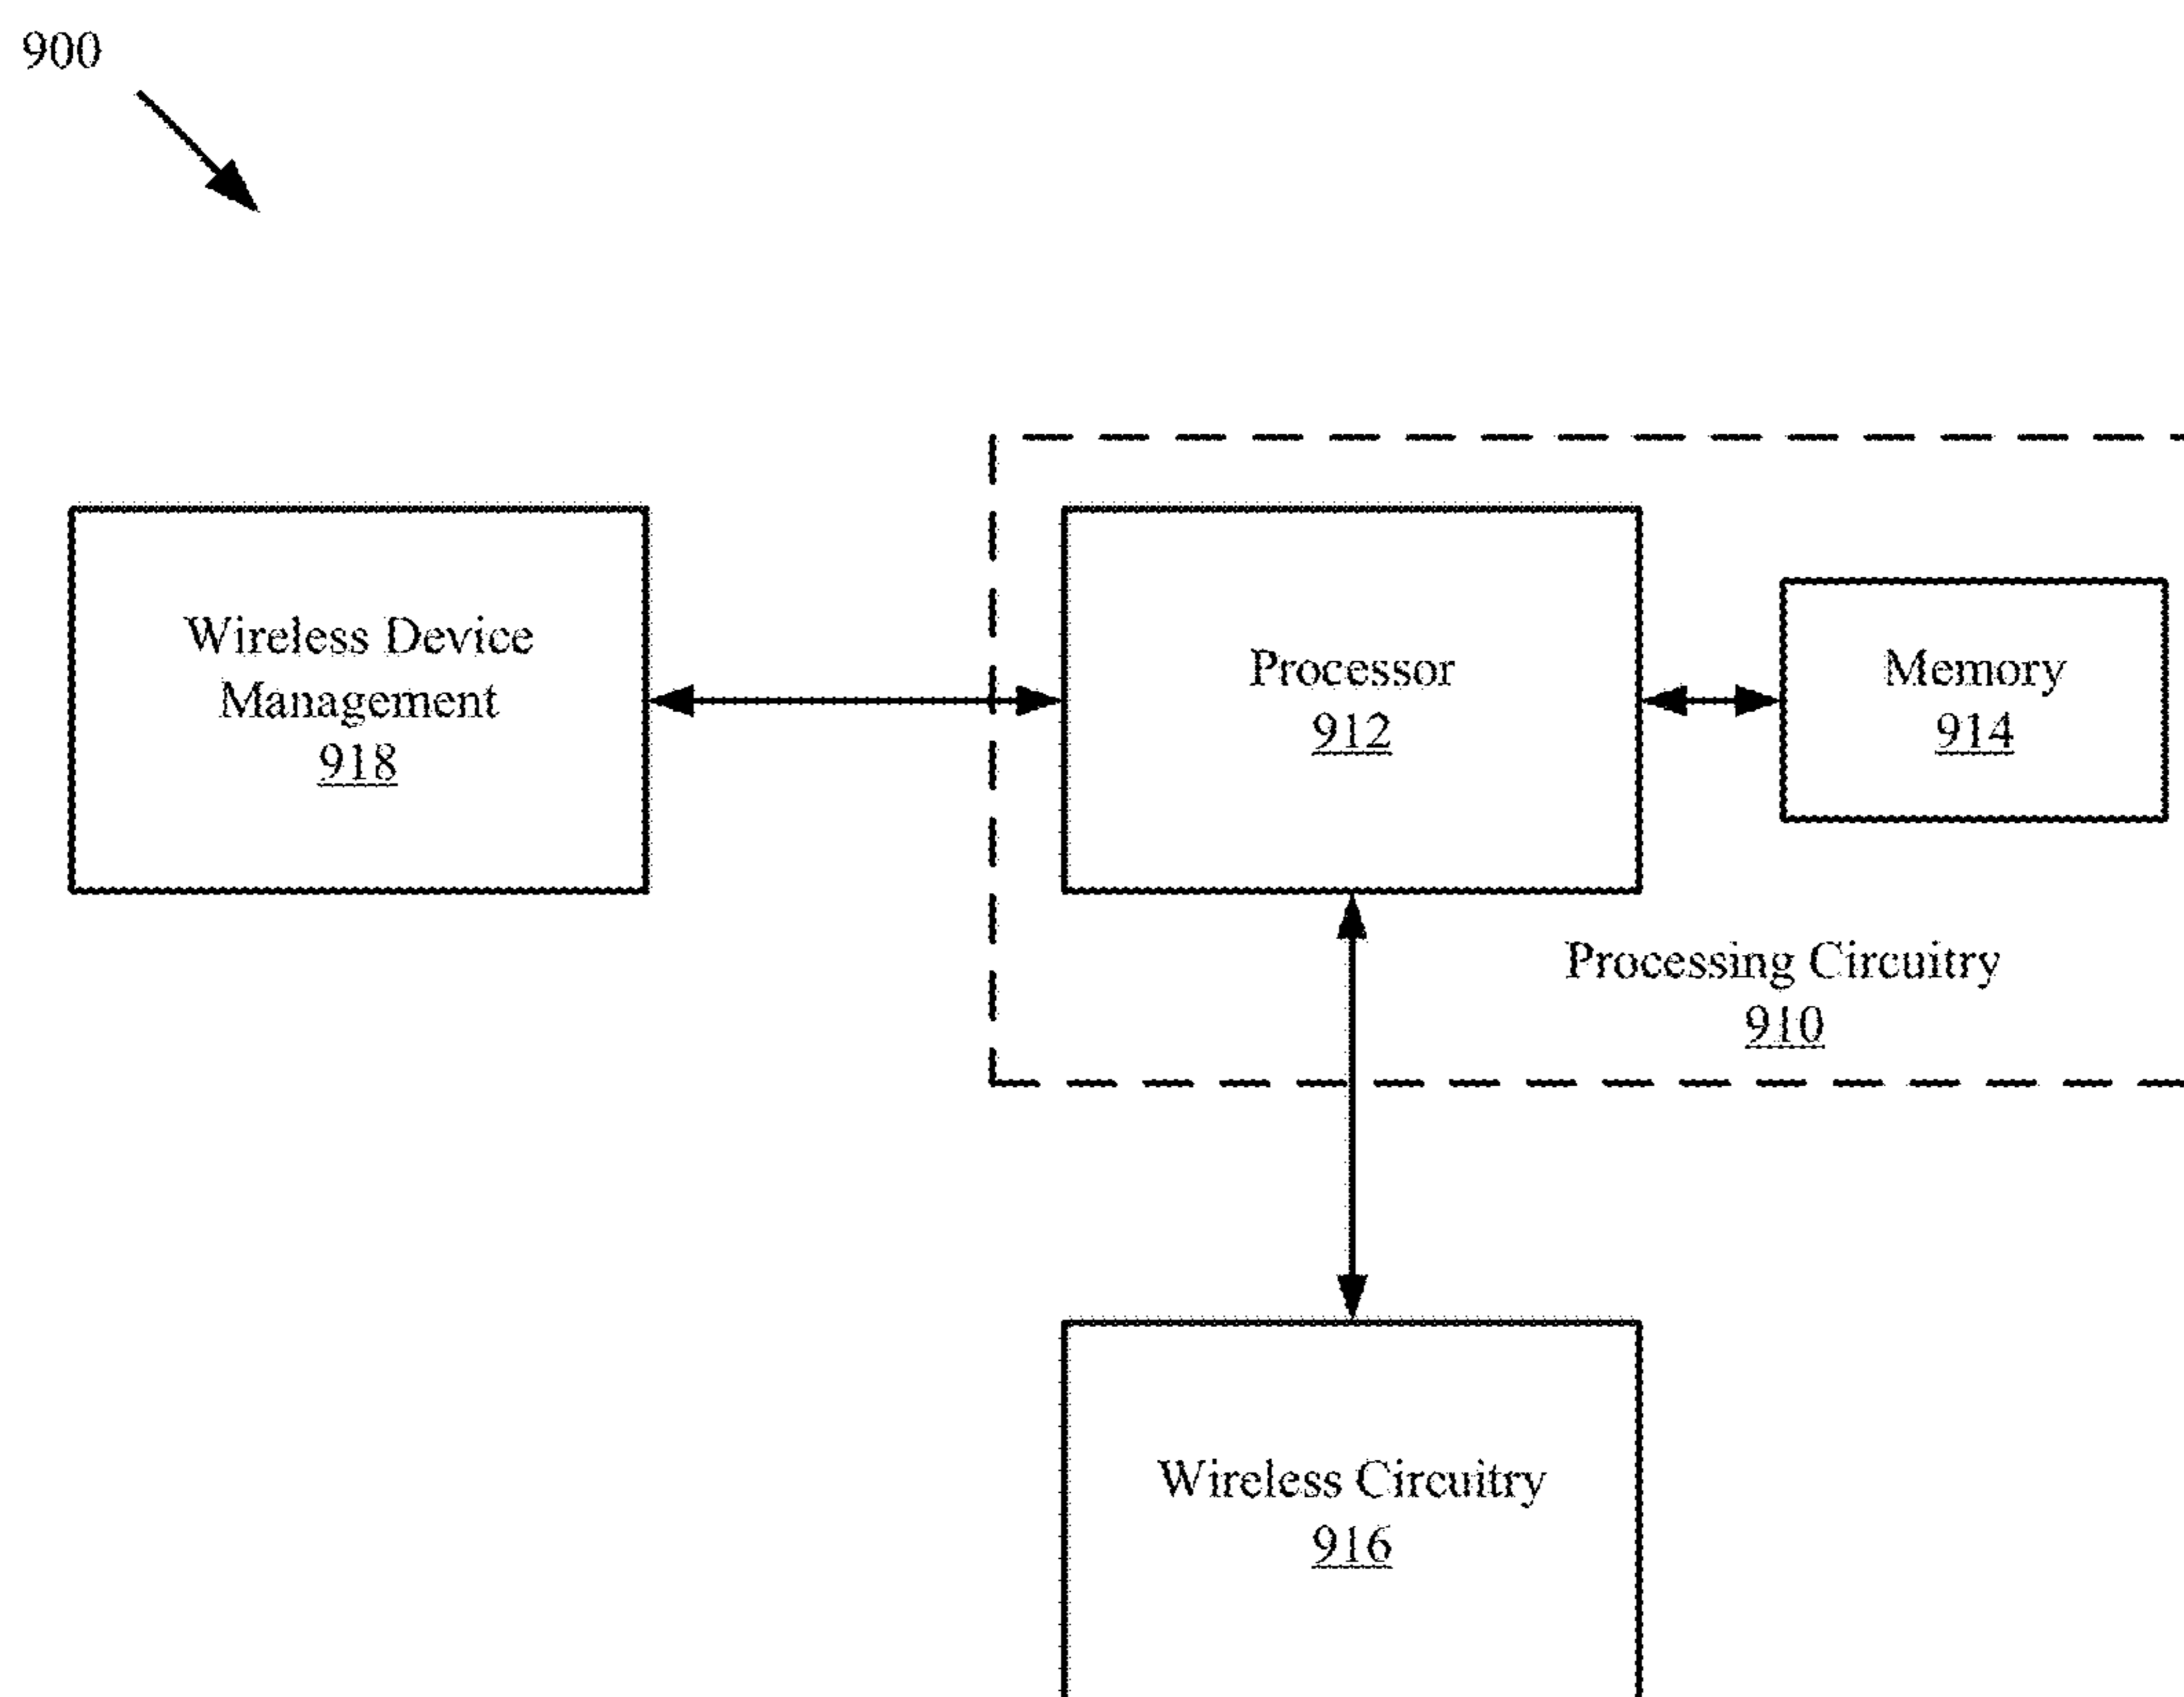 900
Wireless Device
Management
918
Processor
912
Memory
914
Processing Circuitry
910
Wireless Circuitry
916